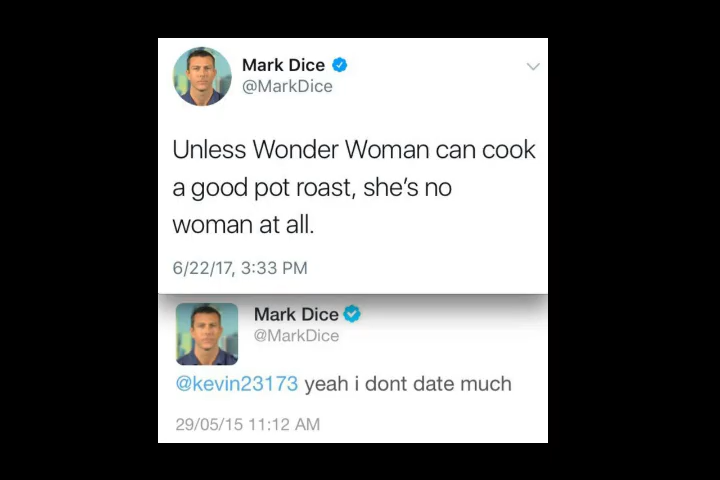 Mark Dice
@MarkDice
Unless Wonder Woman can cook
a good pot roast, she's no
woman at all.
6/22/17, 3:33 PM
Mark Dice
@MarkDice
@kevin23173 yeah i dont date much
29/05/15 11:12 AM